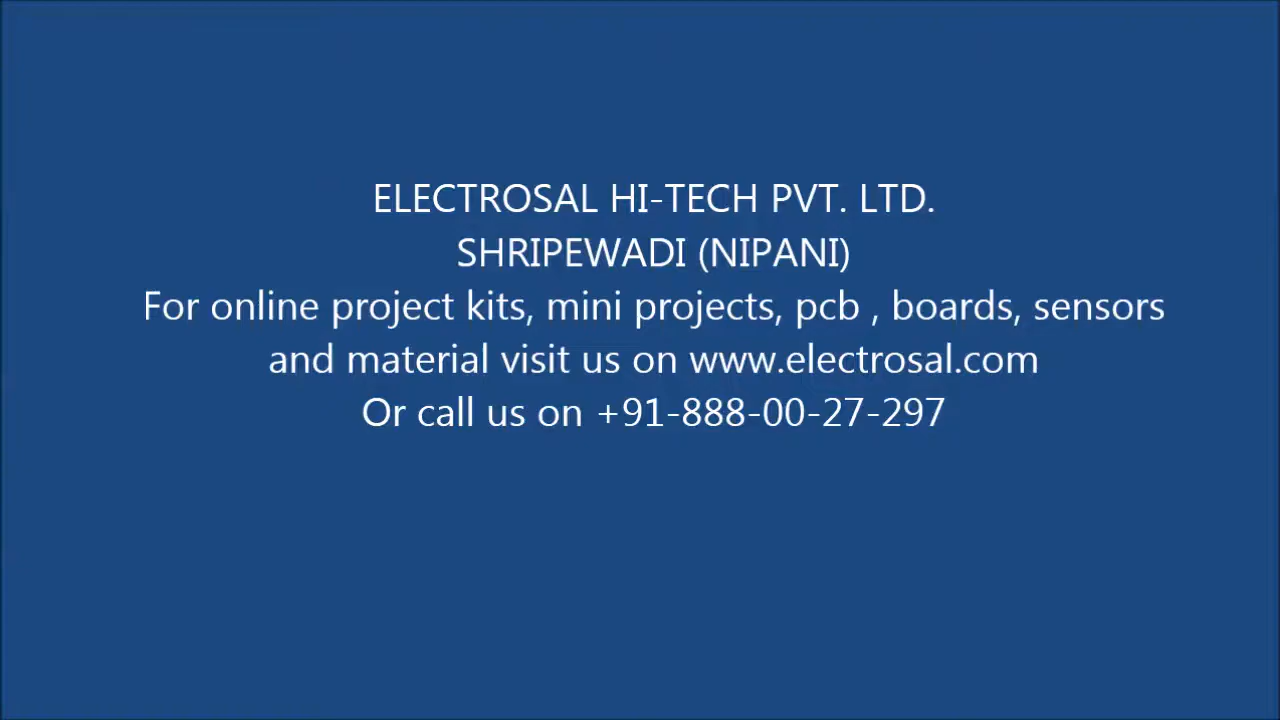 ELECTROSAL HI-TECH PVT. LTD.
SHRIPEWADI (NIPANI)
For online project kits, mini projects, pcb , boards, sensors
and material visit us on www.electrosal.com
Or call us on +91-888-00-27-297